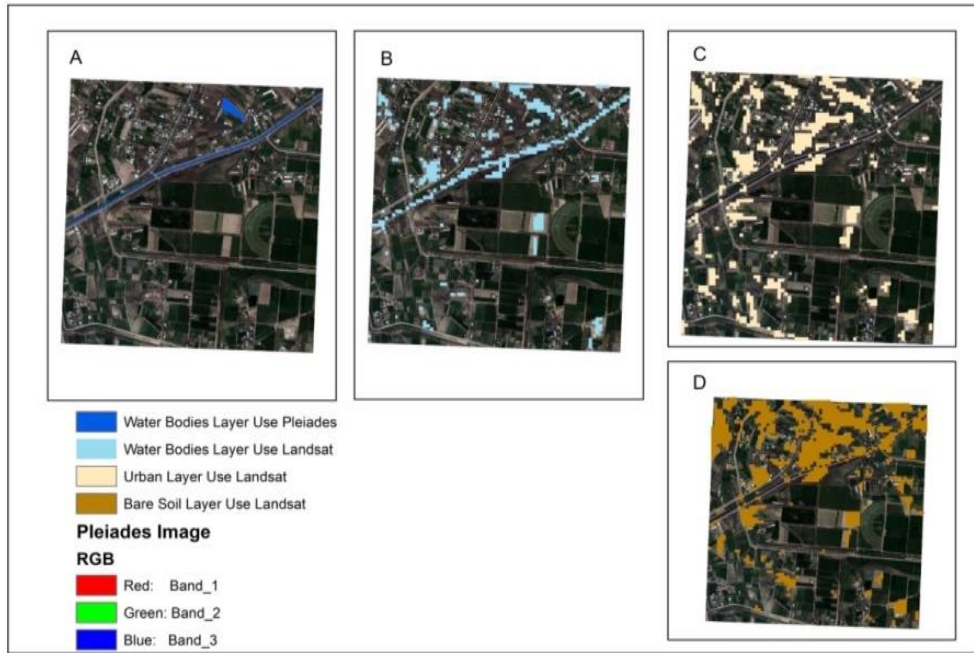 A
B
C
D
Water Bodies Layer Use Pleiades
Water Bodies Layer Use Landsat
Urban Layer Use Landsat
Bare Soil Layer Use Landsat
Pleiades Image
RGB
Red: Band_1
Green: Band_2
Blue: Band_3